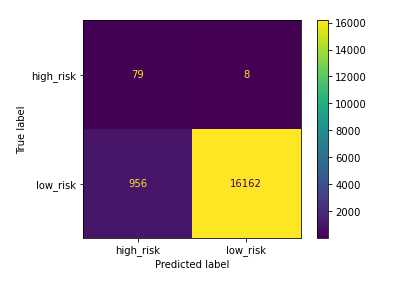 16000
14000
79 8
high_risk
12000
10000
True label
8000
6000
956 16162
low_risk
4000
2000
high_risk low_risk
Predicted label